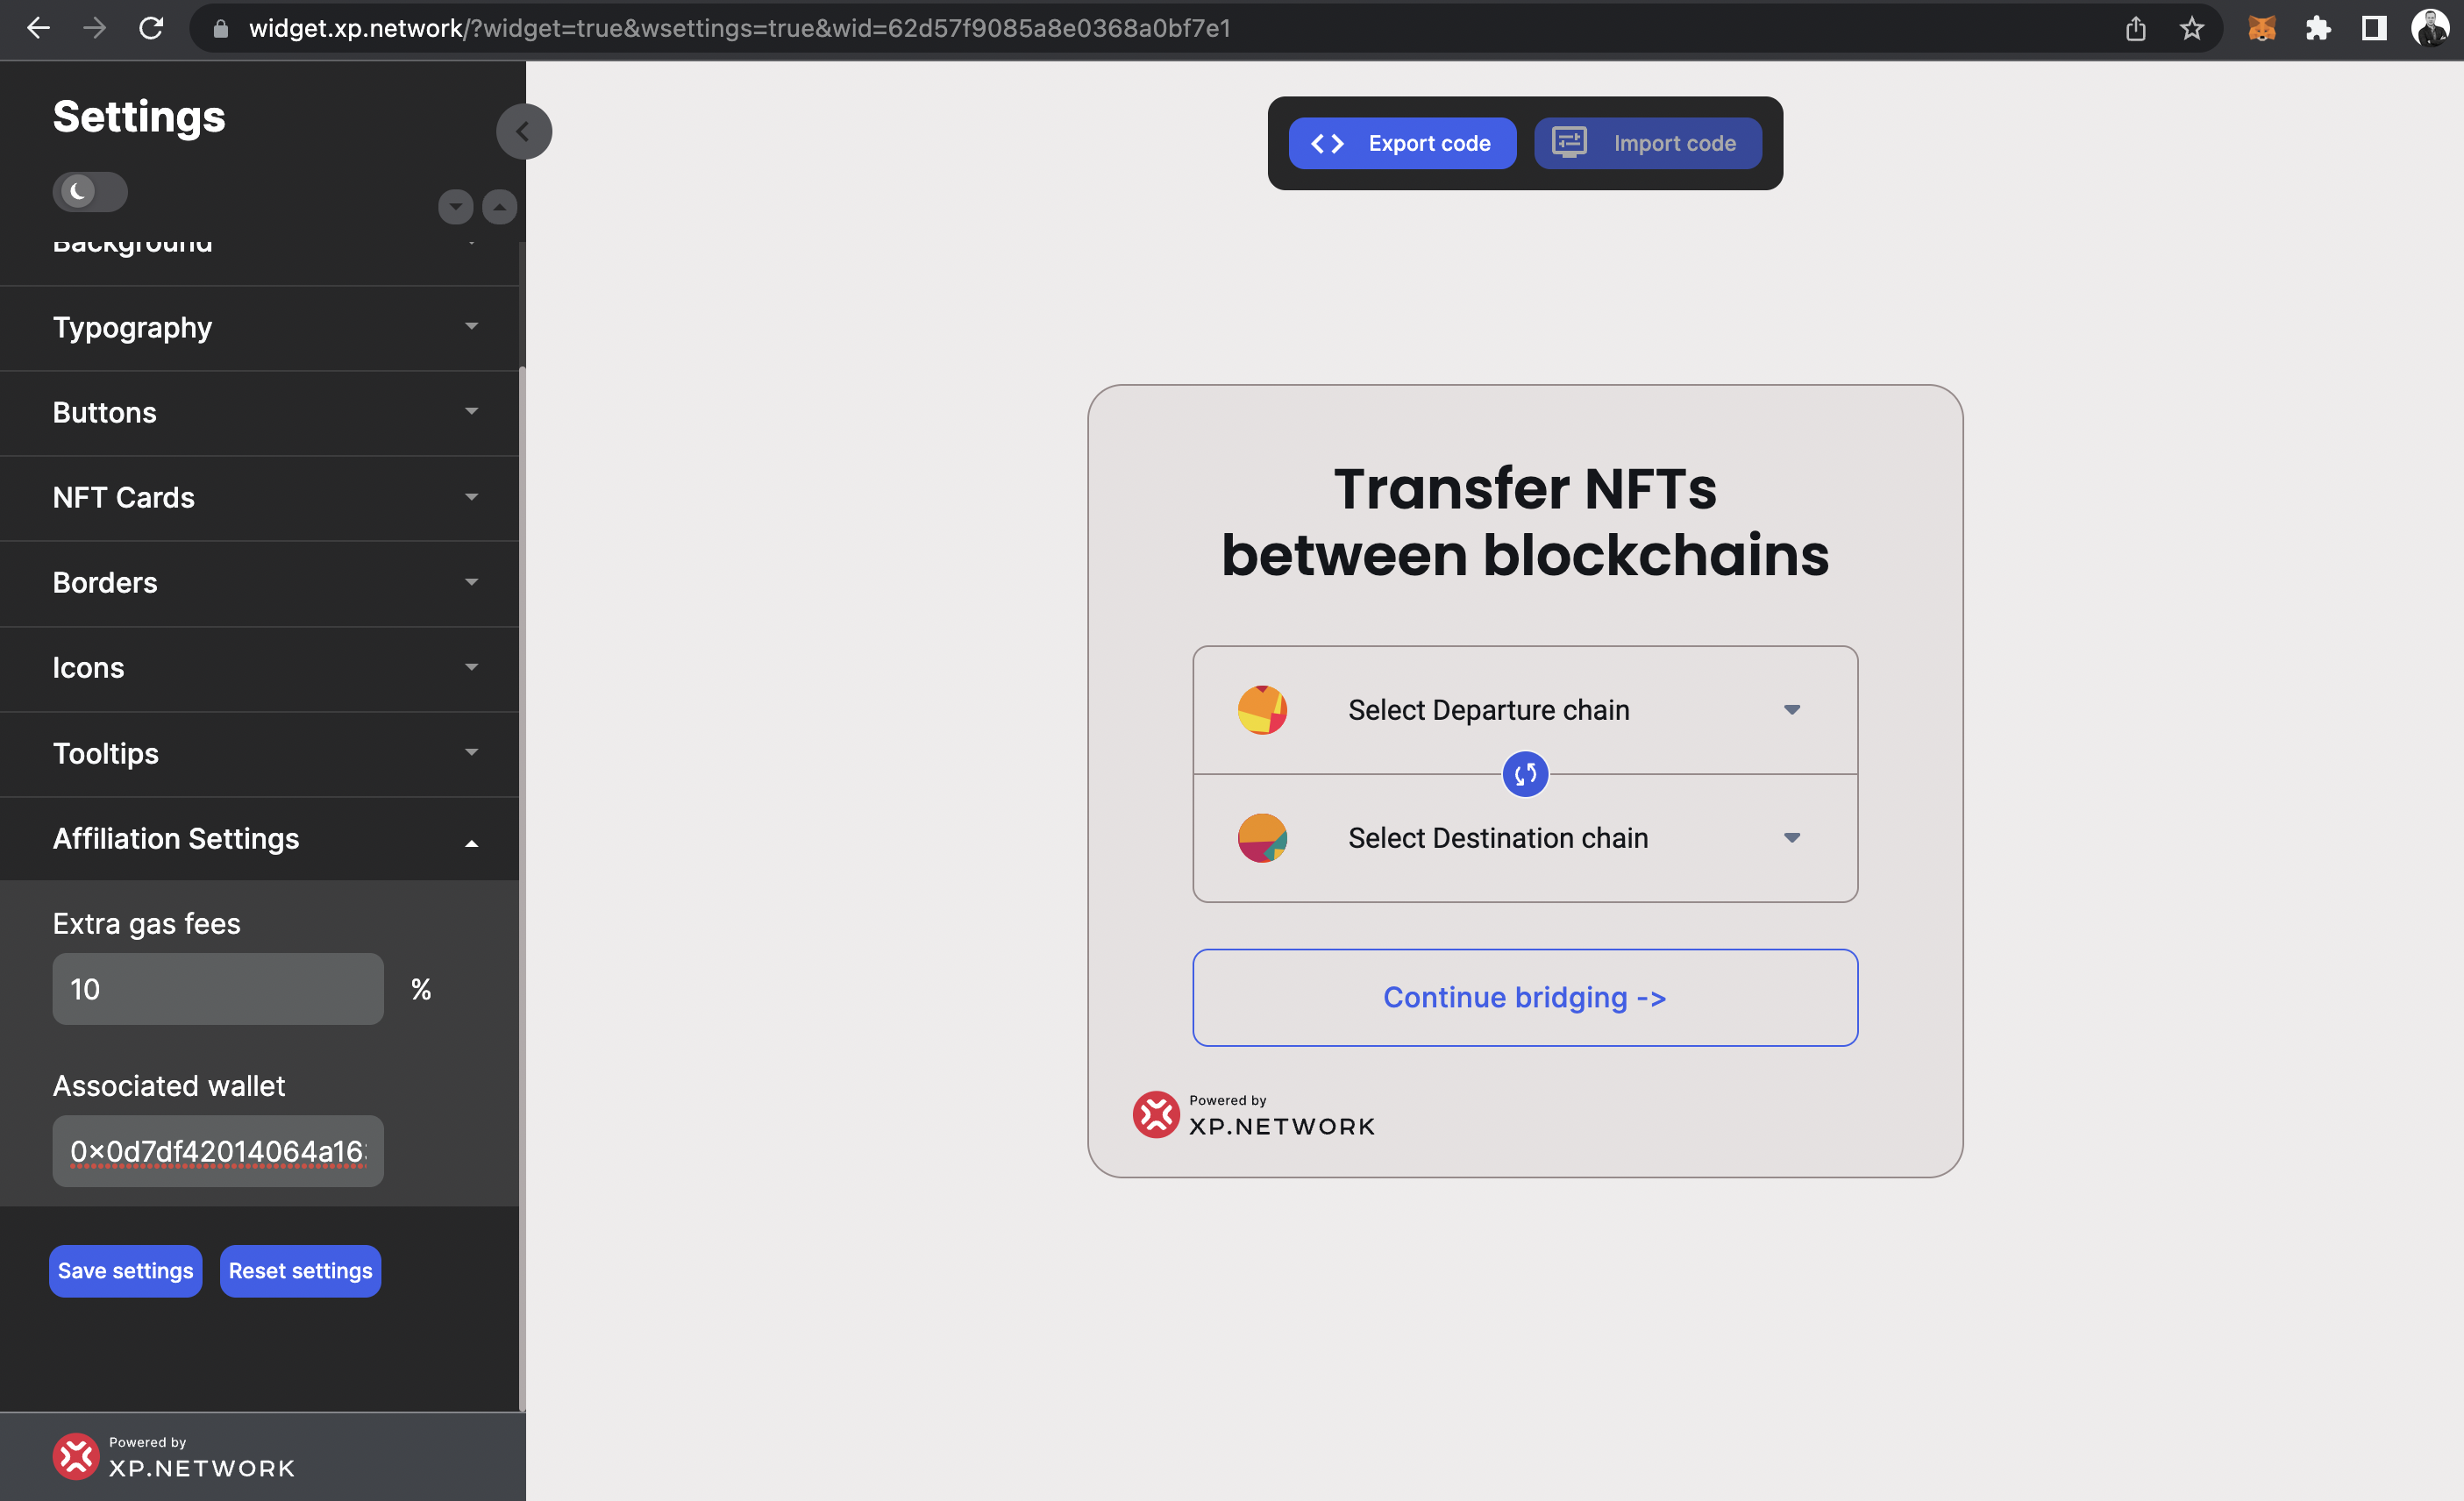 widget.xp.network/?widget=true&wsettings=true&wid=62d57f9085a8e0368a0bf7e1
Settings
Background
Typography
Buttons
NFT Cards
Borders
Icons
Tooltips
Affiliation Settings
Extra gas fees
10 %
Associated wallet
0x0d7df42014064a16
Save settings
Reset settings
Powered by
XP.NETWORK
Export code
Import code
Transfer NFTs
between blockchains
Select Departure chain
Select Destination chain
Continue bridging ->
Powered by
XP.NETWORK